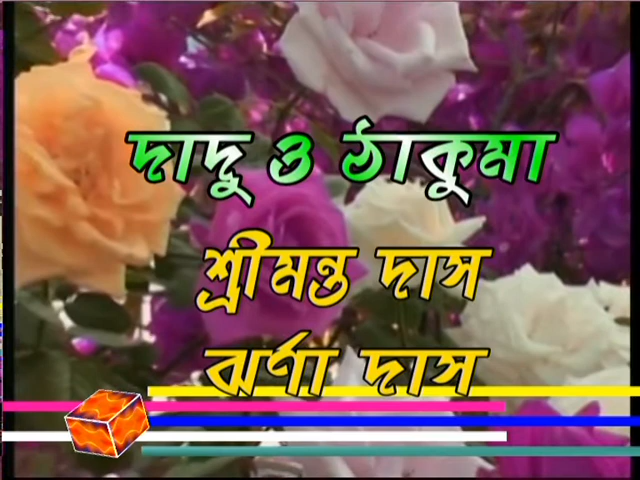 দাদু ও ঠাকুমা
শ্রীমন্ত দাস
ঝর্ণা দাস